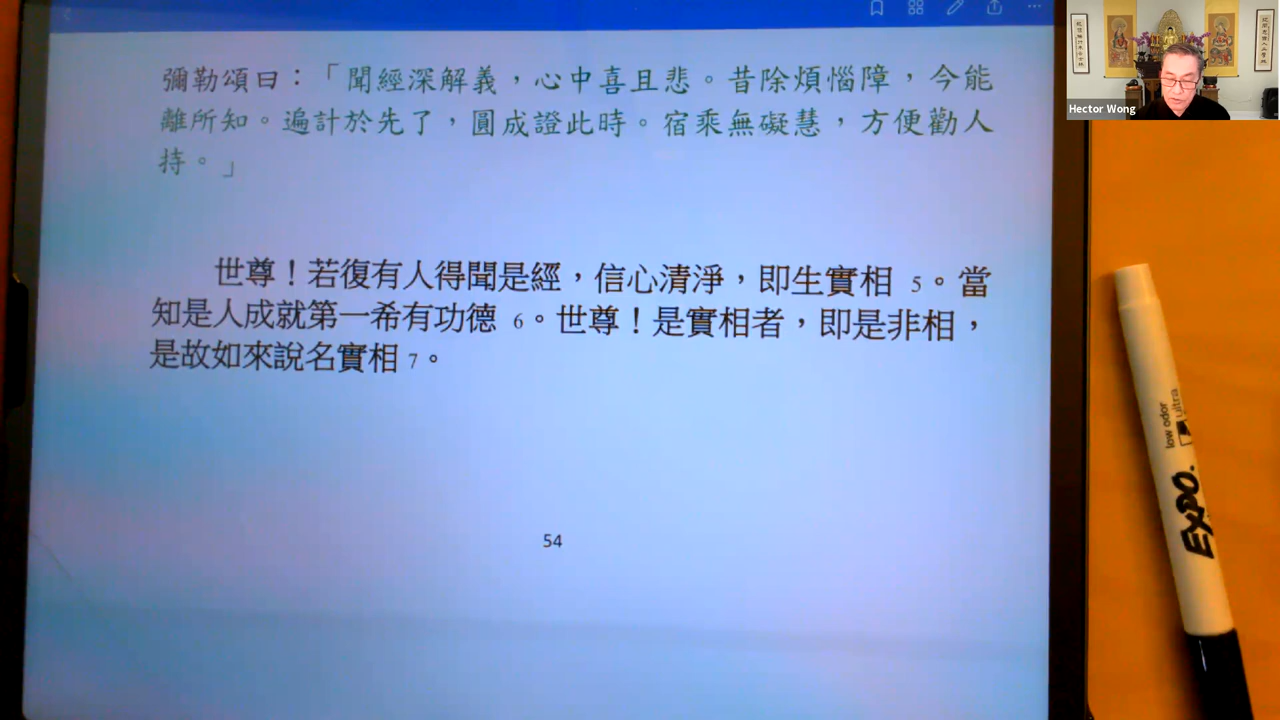 彌勒頌曰：「聞經深解義，心中喜且悲。昔除煩惱障，今能
離所知。遍計於先了，圓成證此時。宿乘無礙慧，方便勸人
持。」
世尊！若復有人得聞是經，信心清淨，即生實相 5。當
知是人成就第一希有功德 6。世尊！是實相者，即是非相，
是故如來說名實相 7。
54
Hector Wong
low odor
ultra
EXPO.